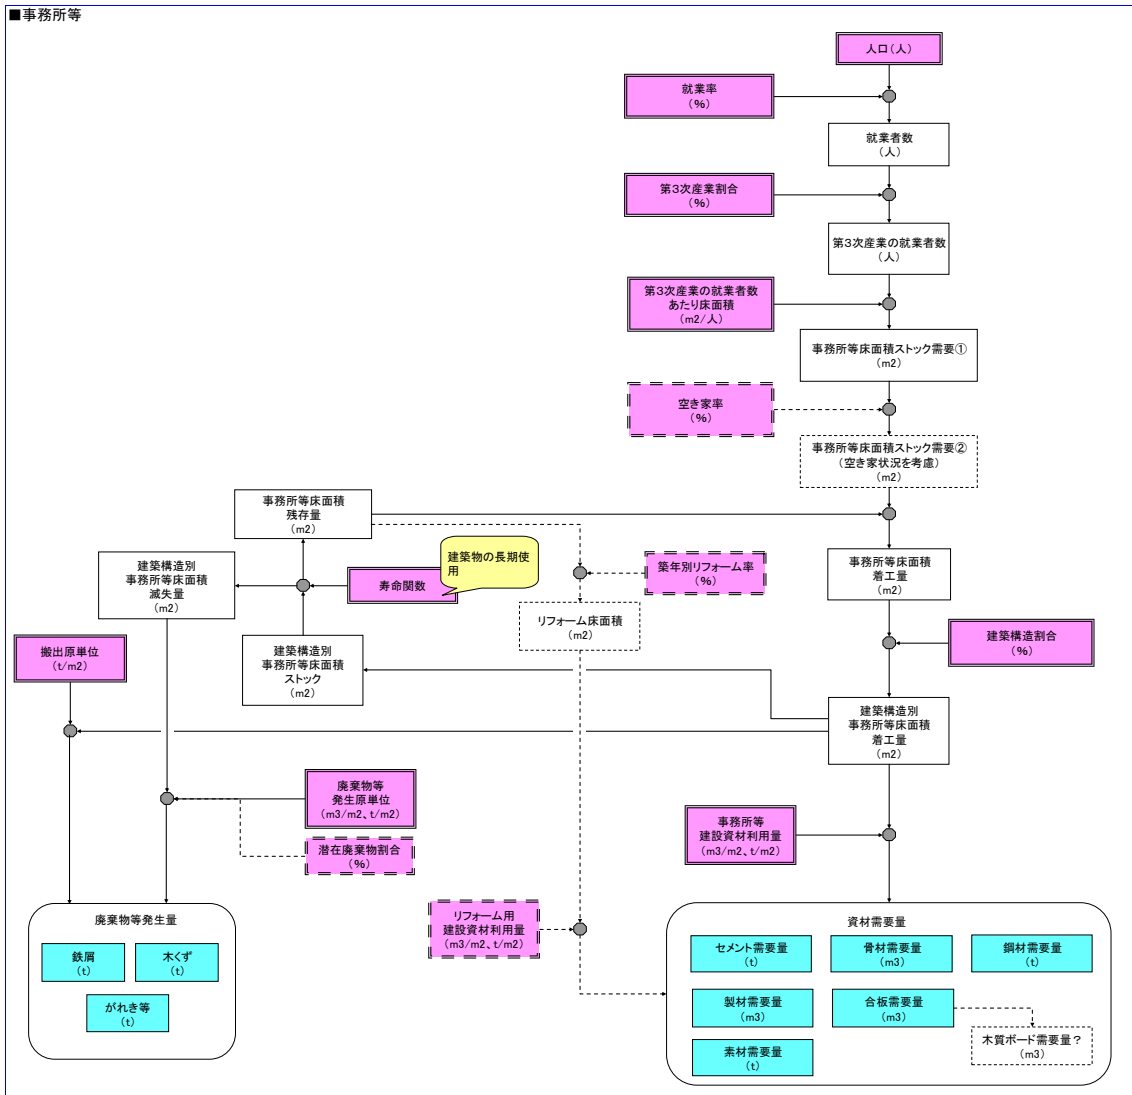 ■事務所等
人口(人)
就業率
(%)
就業者数
(人)
第3次産業割合
(%)
第3次産業の就業者数
(人)
第3次産業の就業者数
あたり床面積
(m2/人)
事務所等床面積ストック需要①
(m2)
空き家率
(%)
事務所等床面積ストック需要②
(空き家状況を考慮)
(m2)
事務所等床面積
残存量
(m2)
建築物の長期使
用
寿命関数
築年別リフォーム率
(%)
事務所等床面積
着工量
(m2)
建築構造別
事務所等床面積
滅失量
(m2)
リフォーム床面積
(m2)
建築構造割合
(%)
搬出原単位
(t/m2)
建築構造別
事務所等床面積
ストック
(m2)
建築構造別
事務所等床面積
着工量
(m2)
廃棄物等
発生原単位
(m3/m2、t/m2)
潜在廃棄物割合
(%)
事務所等
建設資材利用量
(m3/m2、t/m2)
リフォーム用
建設資材利用量
(m3/m2、t/m2)
廃棄物等発生量
鉄屑
(t)
木くず
(t)
がれき等
(t)
資材需要量
セメント需要量
(t)
骨材需要量
(m3)
鋼材需要量
(t)
製材需要量
(m3)
合板需要量
(m3)
木質ボード需要量?
(m3)
素材需要量
(t)